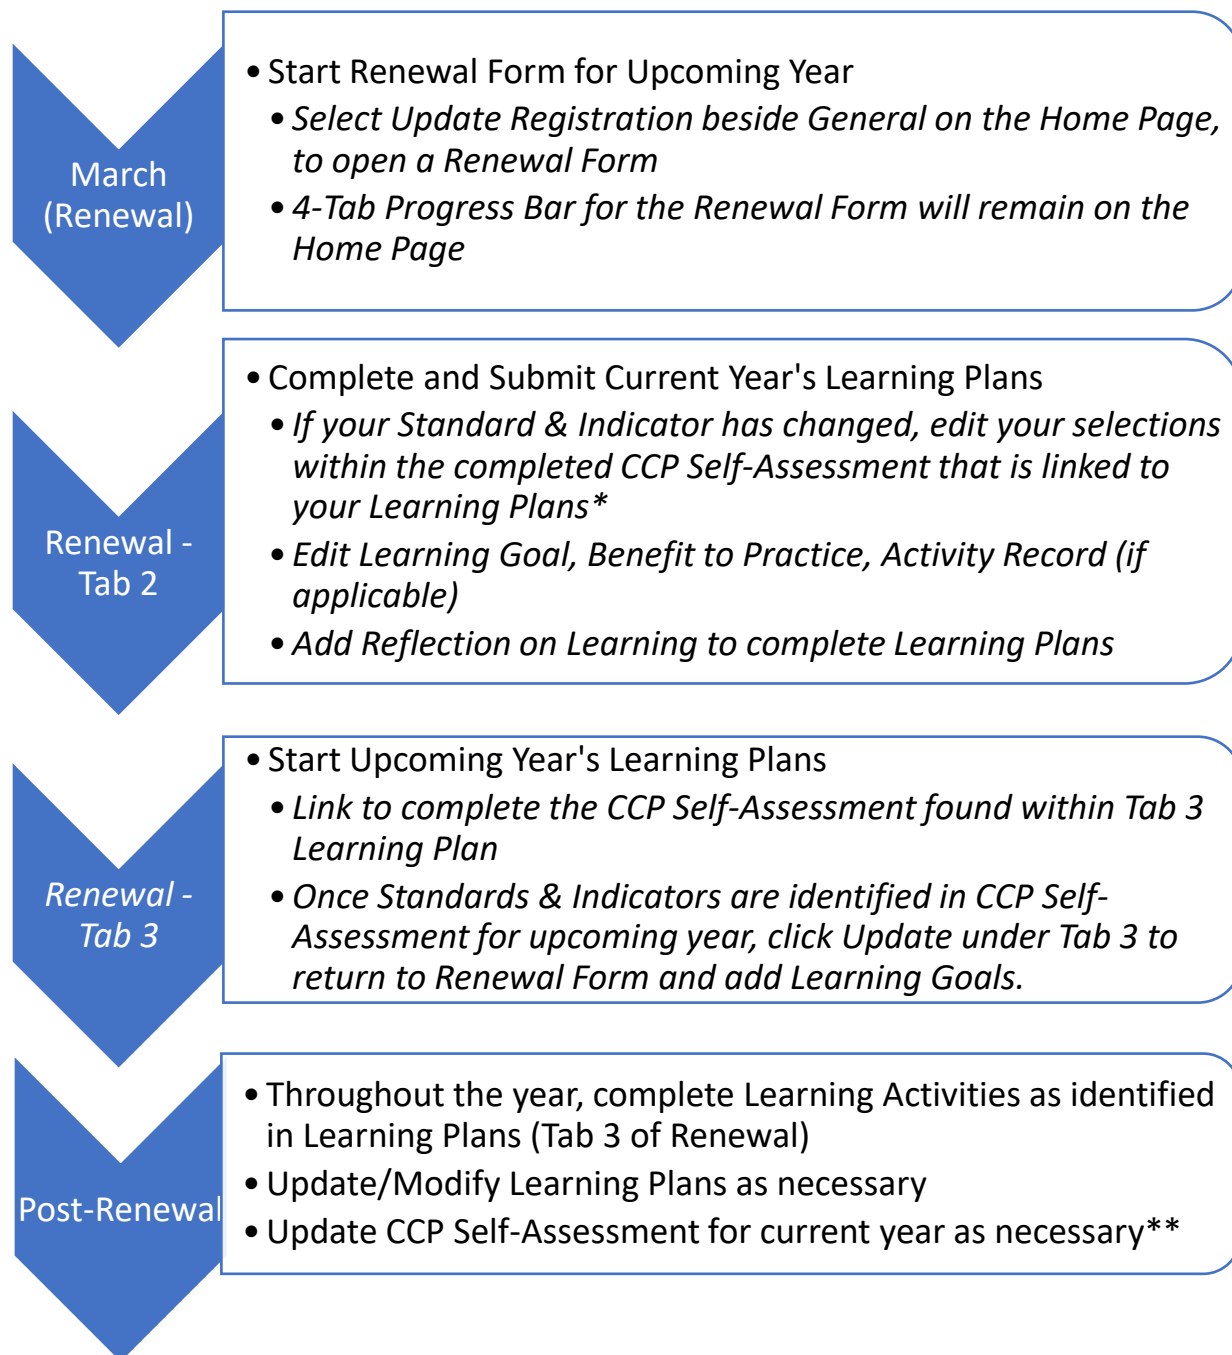 March
(Renewal)
• Start Renewal Form for Upcoming Year
• Select Update Registration beside General on the Home Page,
to open a Renewal Form
• 4-Tab Progress Bar for the Renewal Form will remain on the
Home Page
Renewal -
Tab 2
• Complete and Submit Current Year's Learning Plans
• If your Standard & Indicator has changed, edit your selections
within the completed CCP Self-Assessment that is linked to
your Learning Plans*
• Edit Learning Goal, Benefit to Practice, Activity Record (if
applicable)
• Add Reflection on Learning to complete Learning Plans
Renewal -
Tab 3
• Start Upcoming Year's Learning Plans
• Link to complete the CCP Self-Assessment found within Tab 3
Learning Plan
• Once Standards & Indicators are identified in CCP Self-
Assessment for upcoming year, click Update under Tab 3 to
return to Renewal Form and add Learning Goals.
Post-Renewal
• Throughout the year, complete Learning Activities as identified
in Learning Plans (Tab 3 of Renewal)
• Update/Modify Learning Plans as necessary
• Update CCP Self-Assessment for current year as necessary**